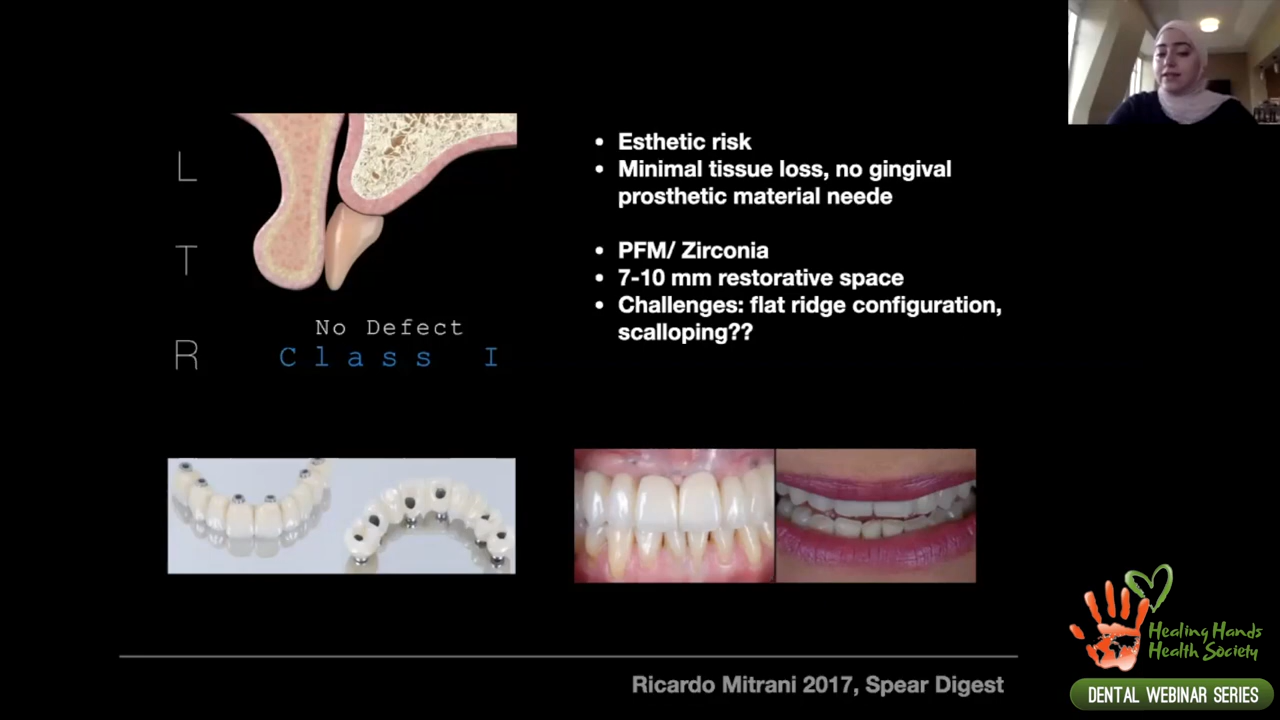 L
T
R
No Defect
Class I
• Esthetic risk
• Minimal tissue loss, no gingival
prosthetic material neede
• PFM/ Zirconia
• 7-10 mm restorative space
• Challenges: flat ridge configuration,
scalloping??
Ricardo Mitrani 2017, Spear Digest
Healing Hands
Health Society
DENTAL WEBINAR SERIES